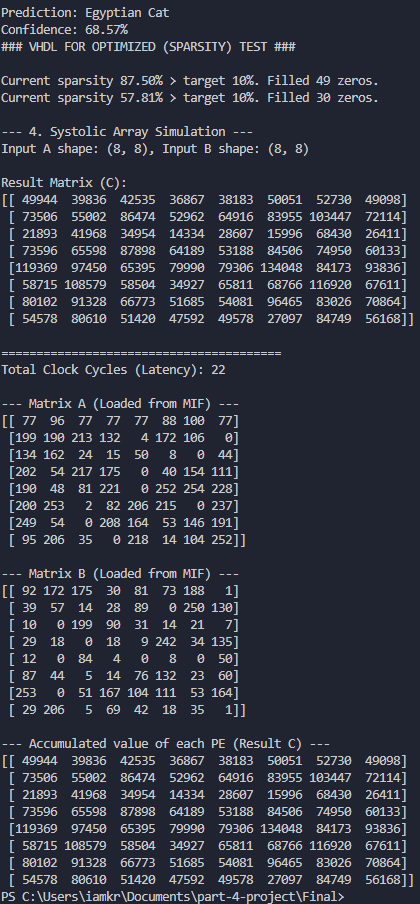 Prediction: Egyptian Cat
Confidence: 68.57%
### VHDL FOR OPTIMIZED (SPARSITY) TEST ###
Current sparsity 87.50% > target 10%. Filled 49 zeros.
Current sparsity 57.81% > target 10%. Filled 30 zeros.
--- 4. Systolic Array Simulation ---
Input A shape: (8, 8), Input B shape: (8, 8)
Result Matrix (C):
[[ 49944  39836  42535  36867  38183  50051  52730  49098]
 [ 73506  55002  86474  52962  64916  83955 103447  72114]
 [ 21893  41968  34954  14334  28607  15996  68430  26411]
 [ 73596  65598  87898  64189  53188  84506  74950  60133]
 [119369  97450  65395  79990  79306 134048  84173  93836]
 [ 58715 108579  58504  34927  65811  68766 116920  67611]
 [ 80102  91328  66773  51685  54081  96465  83026  70864]
 [ 54578  80610  51420  47592  49578  27097  84749  56168]]
========================================
Total Clock Cycles (Latency): 22
--- Matrix A (Loaded from MIF) ---
[[ 77  96  77  77  77  88 100  77]
 [199 190 213 132   4 172 106   0]
 [134 162  24  15  50   8   0  44]
 [202  54 217 175   0  40 154 111]
 [190  48  81 221   0 252 254 228]
 [200 253   2  82 206 215   0 237]
 [249  54   0 208 164  53 146 191]
 [ 95 206  35   0 218  14 104 252]]
--- Matrix B (Loaded from MIF) ---
[[ 92 172 175  30  81  73 188   1]
 [ 39  57  14  28  89   0 250 130]
 [ 10   0 199  90  31  14  21   7]
 [ 29  18   0  18   9 242  34 135]
 [ 12   0  84   4   0   8   0  50]
 [ 87  44   5  14  76 132  23  60]
 [253   0  51 167 104 111  53 164]
 [ 29 206   5  69  42  18  35   1]]
--- Accumulated value of each PE (Result C) ---
[[ 49944  39836  42535  36867  38183  50051  52730  49098]
 [ 73506  55002  86474  52962  64916  83955 103447  72114]
 [ 21893  41968  34954  14334  28607  15996  68430  26411]
 [ 73596  65598  87898  64189  53188  84506  74950  60133]
 [119369  97450  65395  79990  79306 134048  84173  93836]
 [ 58715 108579  58504  34927  65811  68766 116920  67611]
 [ 80102  91328  66773  51685  54081  96465  83026  70864]
 [ 54578  80610  51420  47592  49578  27097  84749  56168]]
PS C:\Users\iamkr\Documents\part-4-project\Final>